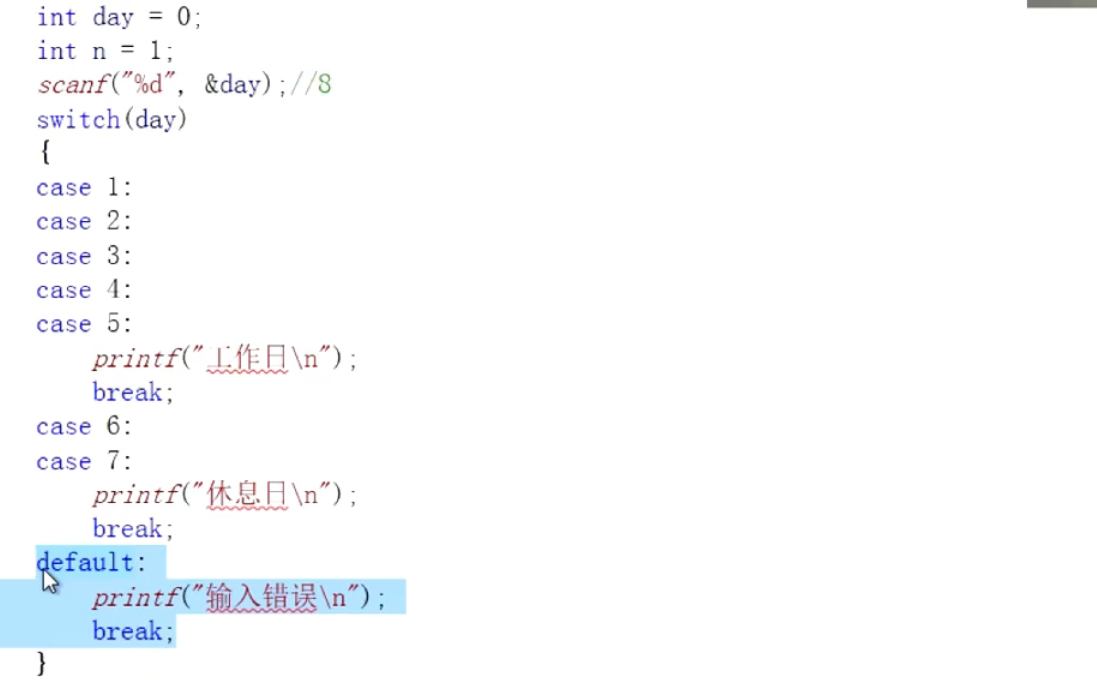 int day = 0;
int n = 1;
scanf("%d", &day);//8
switch(day)
{
case 1:
case 2:
case 3:
case 4:
case 5:
    printf("工作日\n");
    break;
case 6:
case 7:
    printf("休息日\n");
    break;
default:
    printf("输入错误\n");
    break;
}